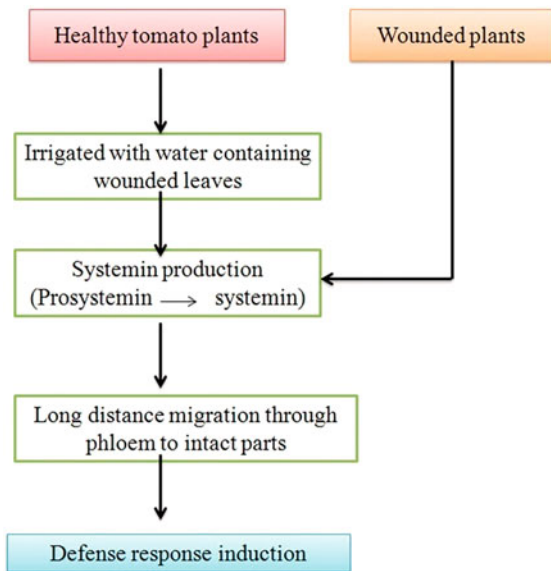 Healthy tomato plants
Wounded plants
Irrigated with water containing
wounded leaves
Systemin production
(Prosystemin → systemin)
Long distance migration through
phloem to intact parts
Defense response induction